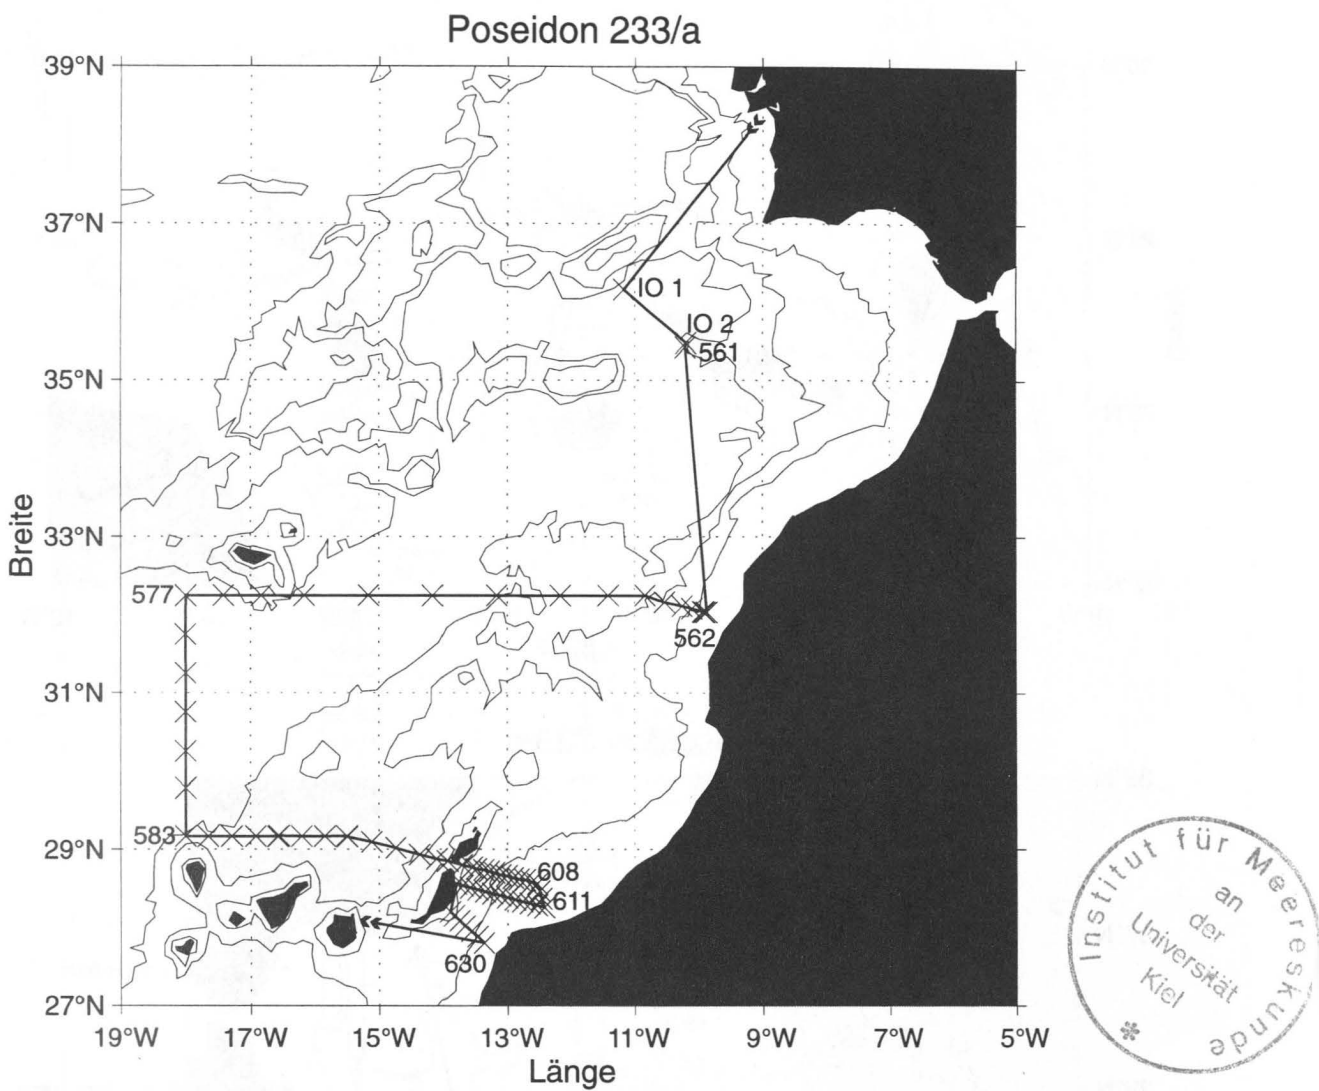 Poseidon 233/a
39°N
37°N
35°N
33°N
31°N
29°N
27°N
Breite
IO 1
IO 2
561
577
562
583
608
611
630
19°W
17°W
15°W
13°W
11°W
9°W
7°W
5°W
Länge
Institut für Meereskunde
an
der
Universität
Kiel